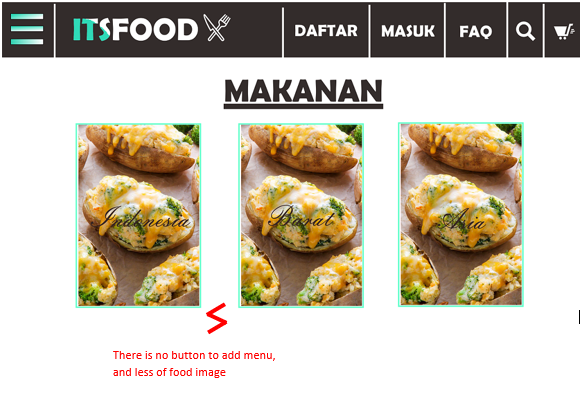 ITSFOOD
DAFTAR
MASUK
FAQ
MAKANAN
Indonesia
Barat
Asia
There is no button to add menu,
and less of food image